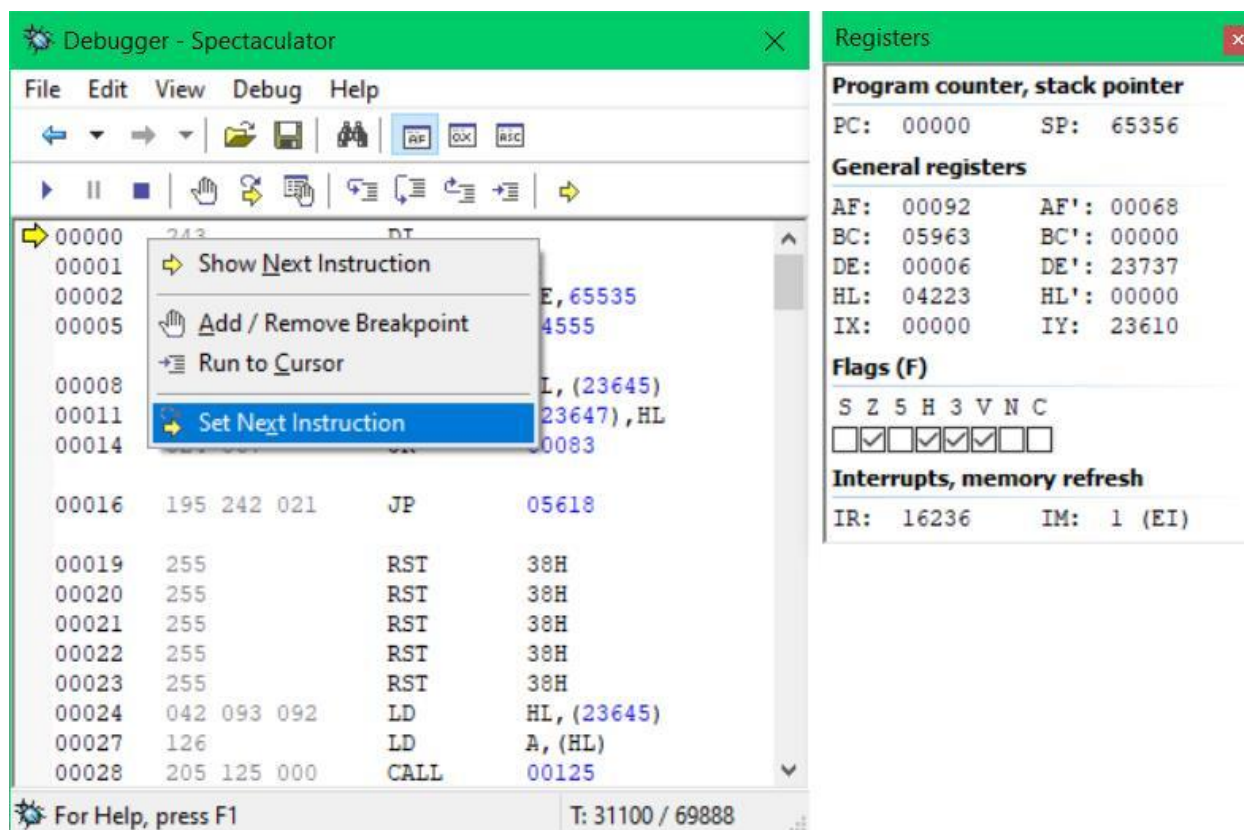 Debugger - Spectaculator
File Edit View Debug Help
00000 243 DI
00001
00002 E,65535
00005 4555
00008 L,(23645)
00011 23647),HL
00014 0083
Show Next Instruction
Add / Remove Breakpoint
Run to Cursor
Set Next Instruction
00016 195 242 021 JP 05618
00019 255 RST 38H
00020 255 RST 38H
00021 255 RST 38H
00022 255 RST 38H
00023 255 RST 38H
00024 042 093 092 LD HL,(23645)
00027 126 LD A,(HL)
00028 205 125 000 CALL 00125
For Help, press F1 T: 31100 / 69888
Registers
Program counter, stack pointer
PC: 00000 SP: 65356
General registers
AF: 00092 AF': 00068
BC: 05963 BC': 00000
DE: 00006 DE': 23737
HL: 04223 HL': 00000
IX: 00000 IY: 23610
Flags (F)
S Z 5 H 3 V N C
Interrupts, memory refresh
IR: 16236 IM: 1 (EI)